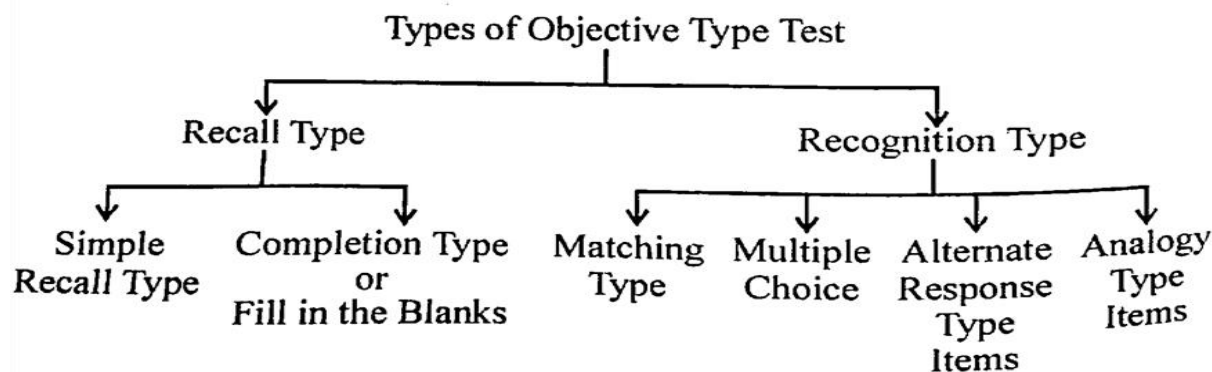 Types of Objective Type Test
Recall Type
Recognition Type
Simple
Recall Type
Completion Type
or
Fill in the Blanks
Matching
Type
Multiple
Choice
Alternate
Response
Type
Items
Analogy
Type
Items